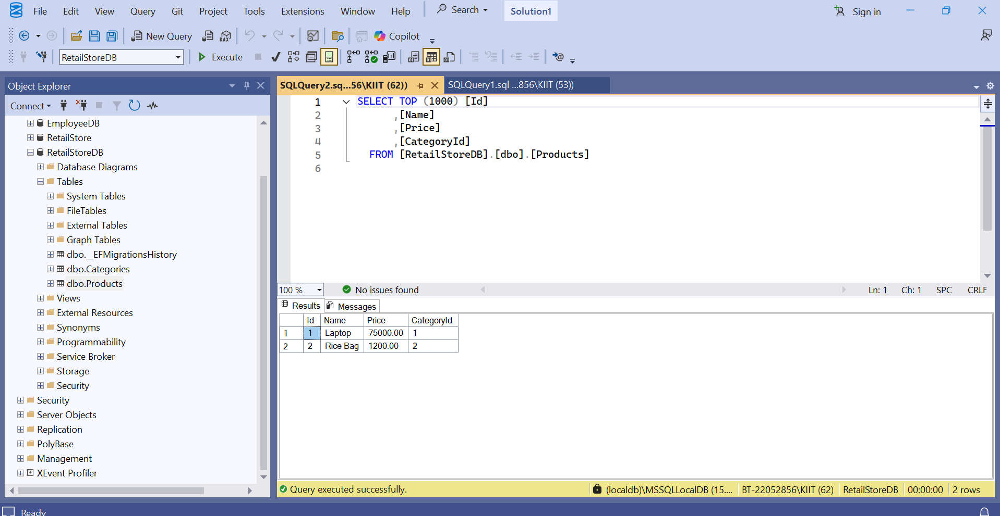 File Edit View Query Git Project Tools Extensions Window Help Search Solution1 Sign in
New Query DAX Copilot
RetailStoreDB Execute
Object Explorer
Connect
EmployeeDB
RetailStore
RetailStoreDB
Database Diagrams
Tables
System Tables
FileTables
External Tables
Graph Tables
dbo.__EFMigrationsHistory
dbo.Categories
dbo.Products
Views
External Resources
Synonyms
Programmability
Service Broker
Storage
Security
Security
Server Objects
Replication
PolyBase
Management
XEvent Profiler
SQLQuery2.sq...56\KIIT (62)) SQLQuery1.sql ...856\KIIT (53))
1 SELECT TOP (1000) [Id]
2 ,[Name]
3 ,[Price]
4 ,[CategoryId]
5 FROM [RetailStoreDB].[dbo].[Products]
6
100 % No issues found Ln: 1 Ch: 1 SPC CRLF
Results Messages
Id Name Price CategoryId
1 1 Laptop 75000.00 1
2 2 Rice Bag 1200.00 2
Query executed successfully. (localdb)\MSSQLLocalDB (15.... BT-22052856\KIIT (62) RetailStoreDB 00:00:00 2 rows
Ready